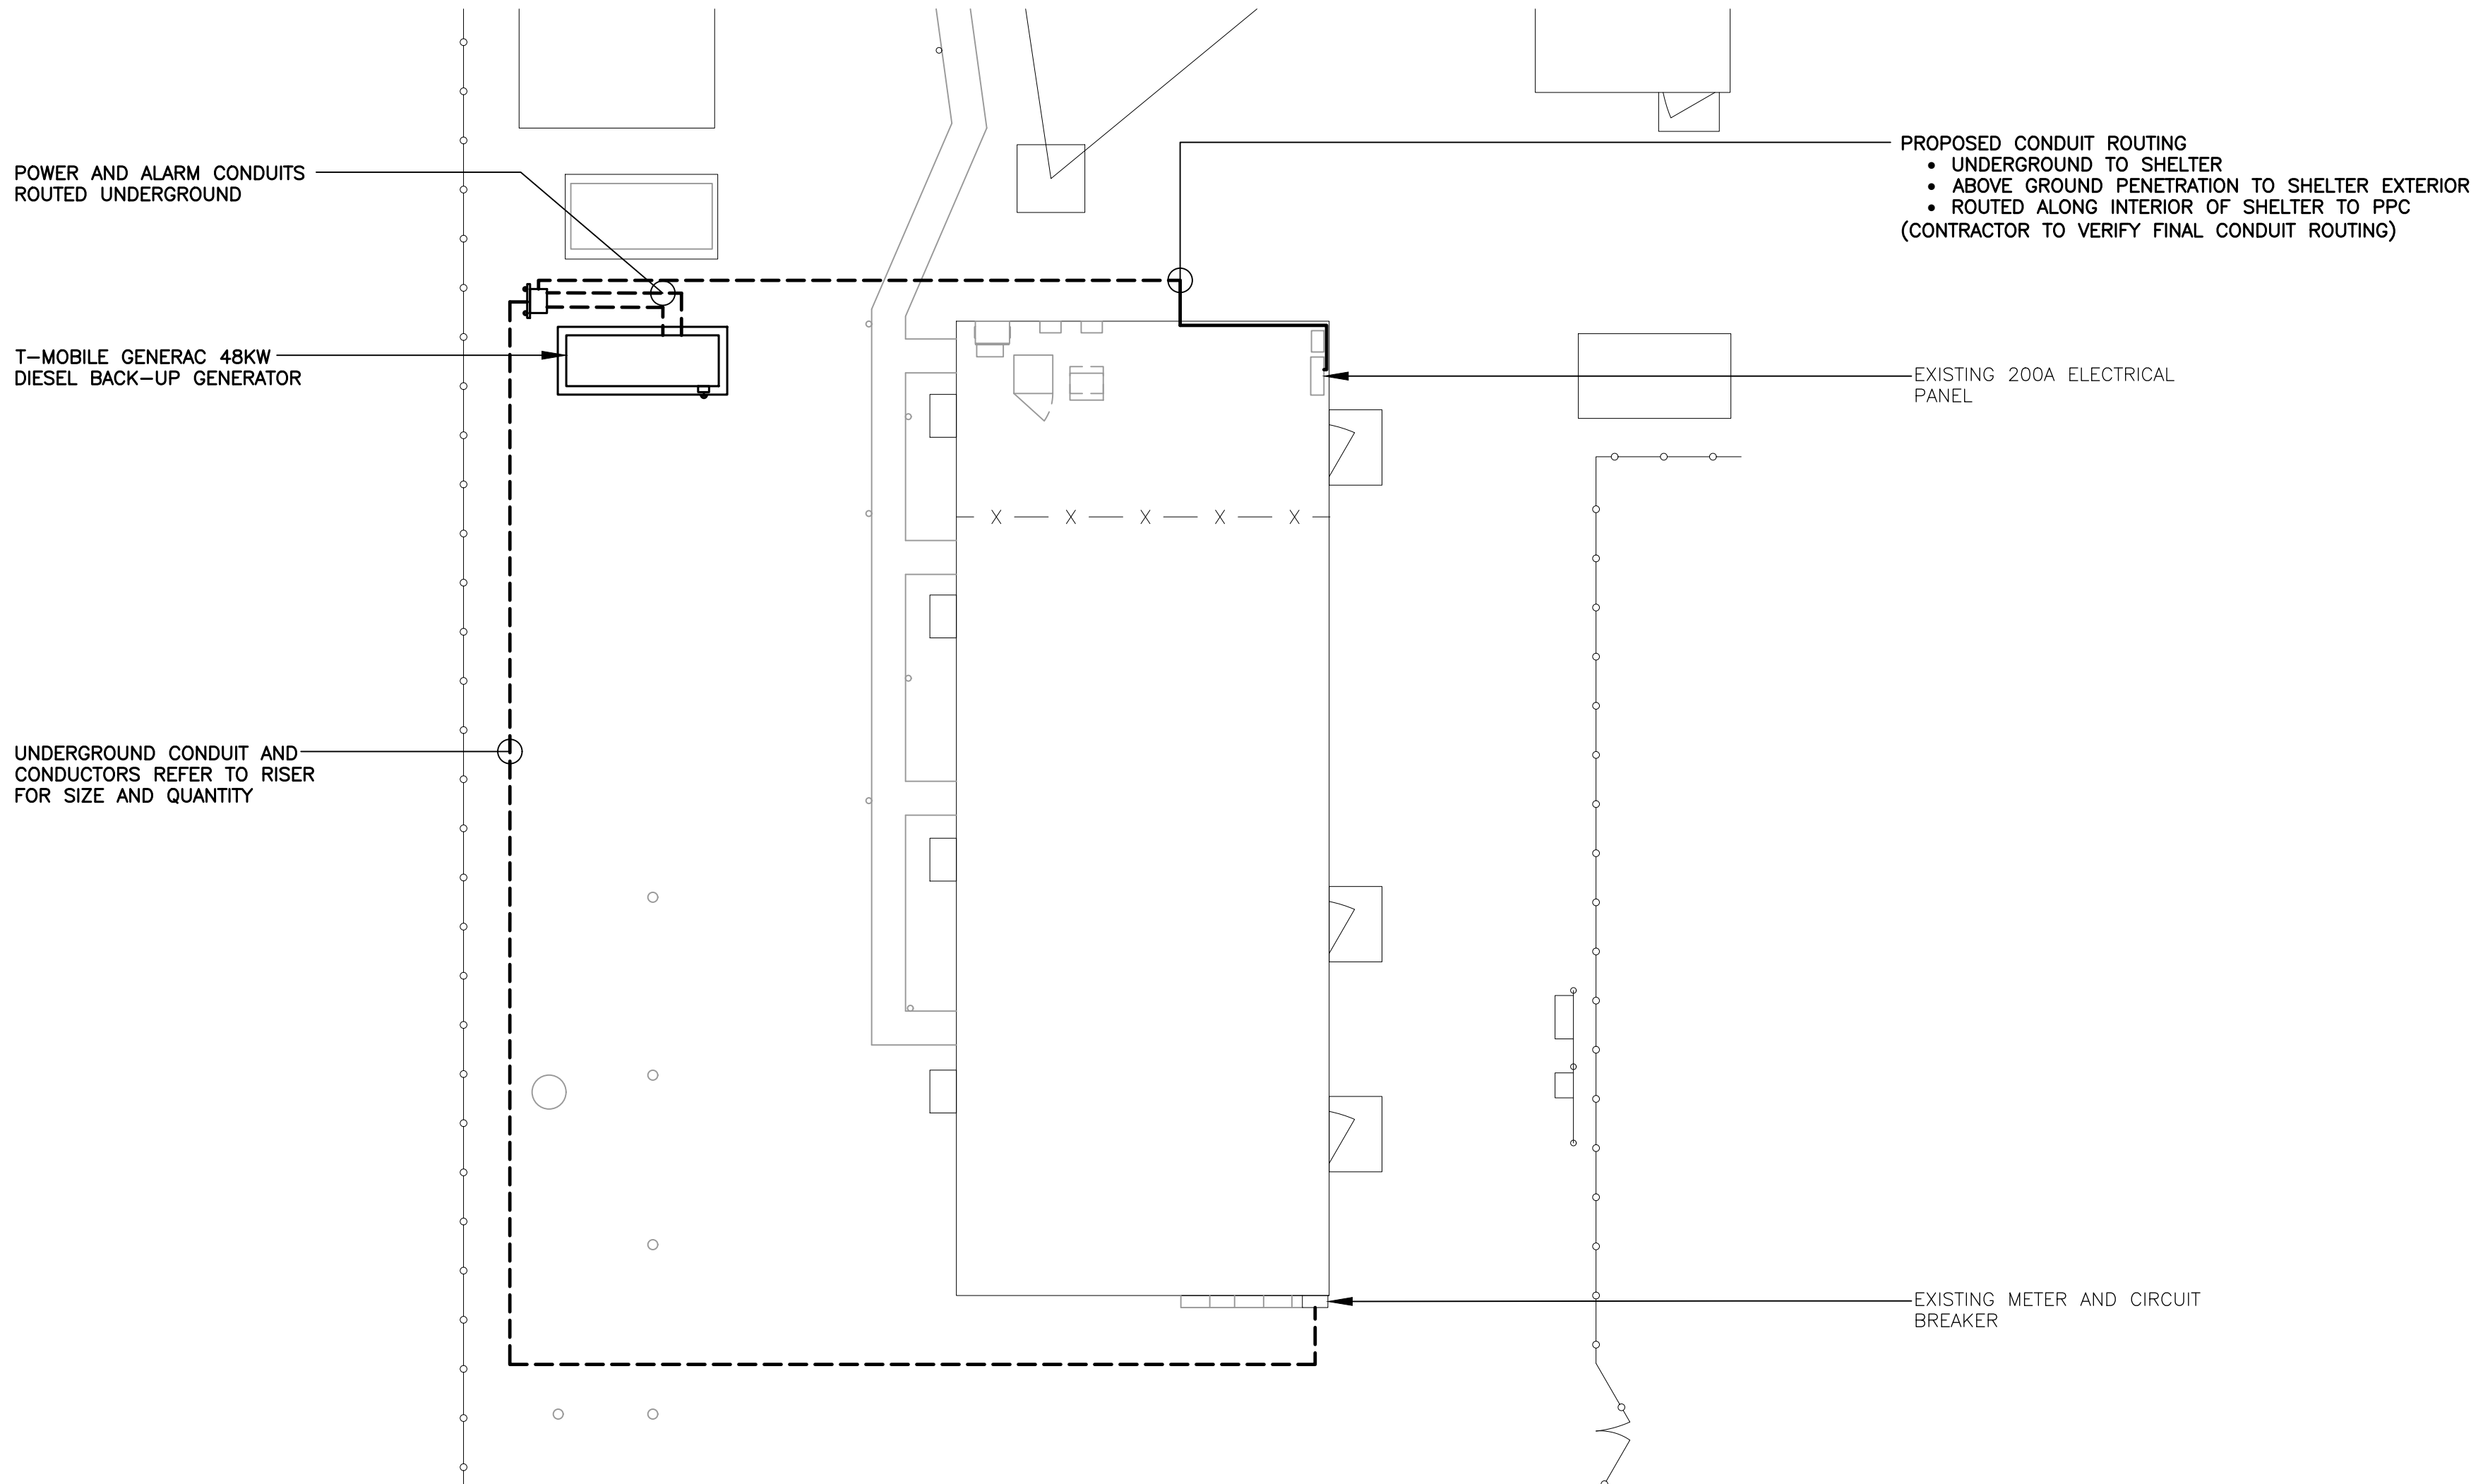 POWER AND ALARM CONDUITS
ROUTED UNDERGROUND
PROPOSED CONDUIT ROUTING
• UNDERGROUND TO SHELTER
• ABOVE GROUND PENETRATION TO SHELTER EXTERIOR
• ROUTED ALONG INTERIOR OF SHELTER TO PPC
(CONTRACTOR TO VERIFY FINAL CONDUIT ROUTING)
T-MOBILE GENERAC 48KW
DIESEL BACK-UP GENERATOR
EXISTING 200A ELECTRICAL
PANEL
X X X X X
UNDERGROUND CONDUIT AND
CONDUCTORS REFER TO RISER
FOR SIZE AND QUANTITY
EXISTING METER AND CIRCUIT
BREAKER